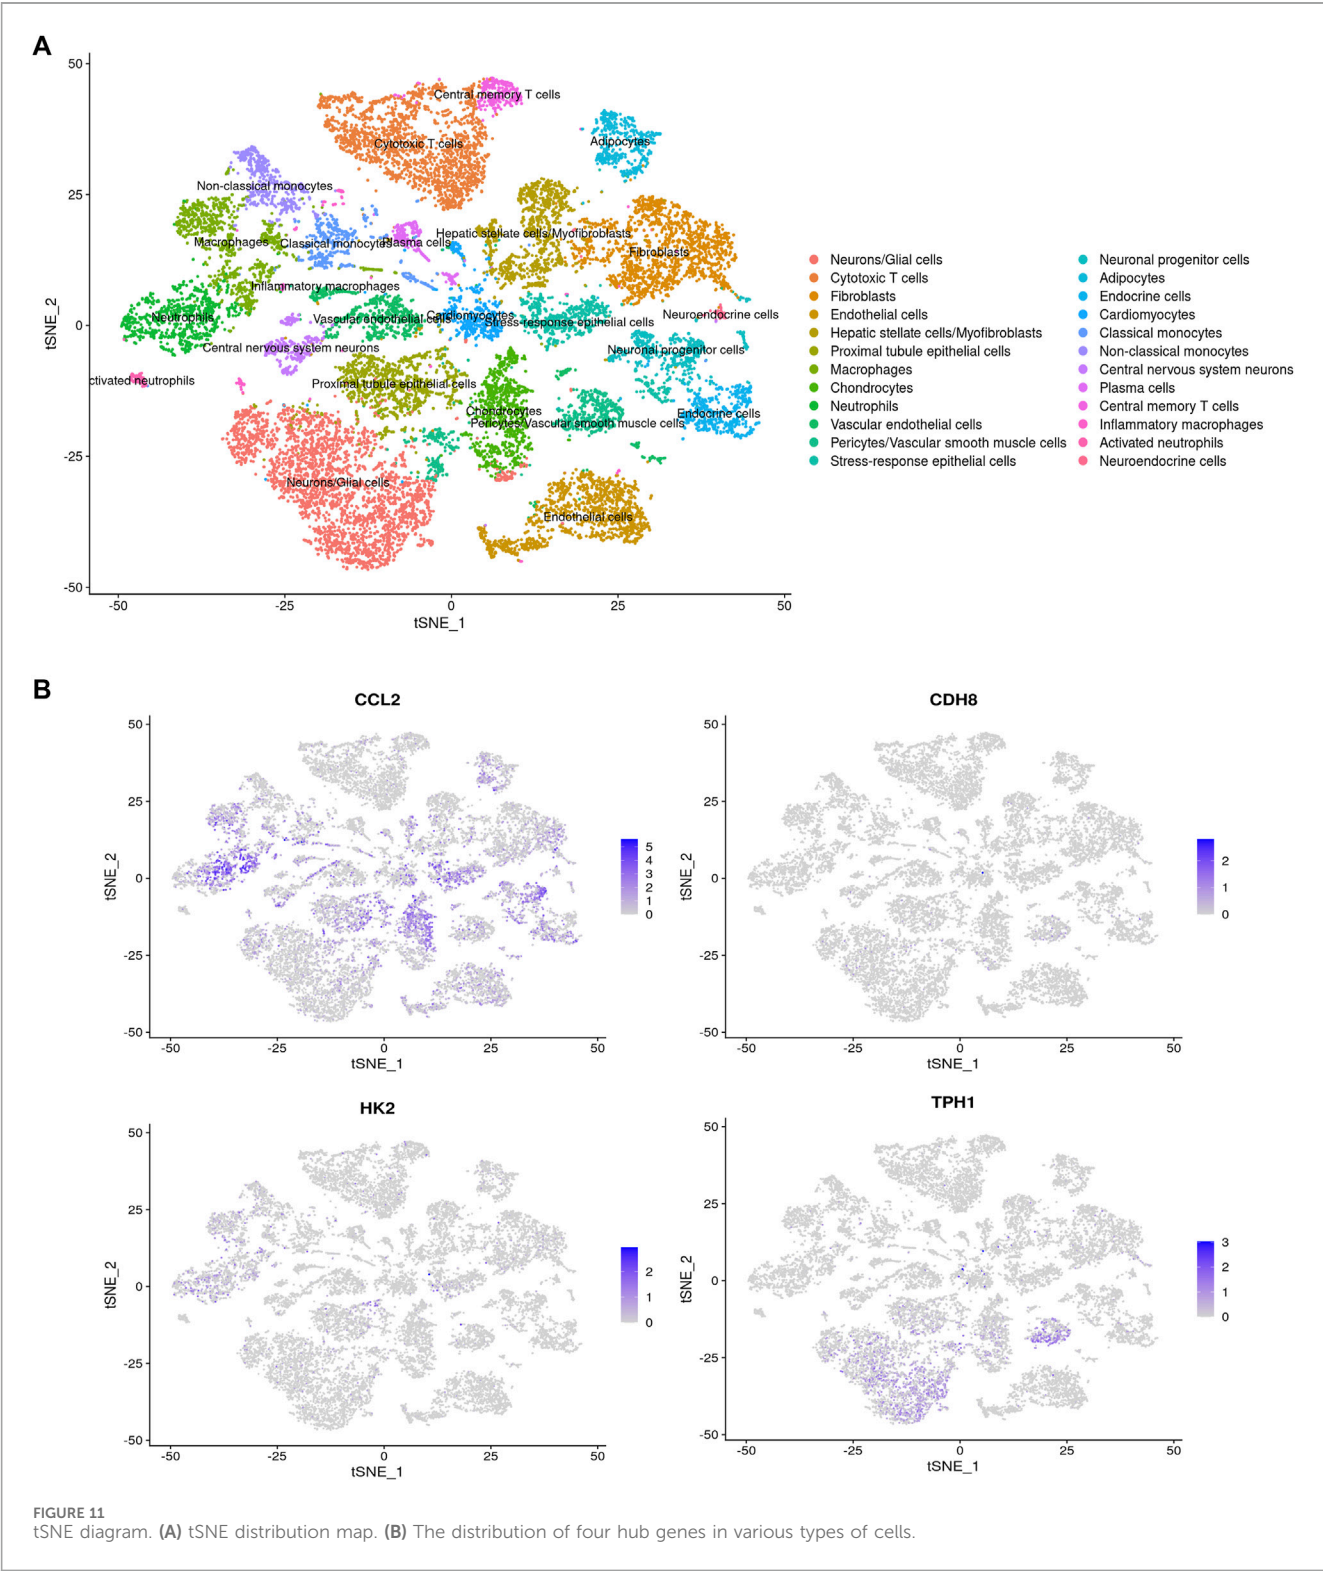 A
50
25
0
-25
-50
-50
-25
0
25
50
tSNE_1
tSNE_2
Central memory T cells
Cytotoxic T cells
Adipocytes
Non-classical monocytes
Macrophages
Classical monocytes
Plasma cells
Hepatic stellate cells/Myofibroblasts
Fibroblasts
Inflammatory macrophages
Neutrophils
Vascular endothelial cells
Cardiomyocytes
Stress-response epithelial cells
Neuroendocrine cells
Central nervous system neurons
Neuronal progenitor cells
ctivated neutrophils
Proximal tubule epithelial cells
Chondrocytes
Pericytes/Vascular smooth muscle cells
Endocrine cells
Neurons/Glial cells
Endothelial cells
Neurons/Glial cells
Cytotoxic T cells
Fibroblasts
Endothelial cells
Hepatic stellate cells/Myofibroblasts
Proximal tubule epithelial cells
Macrophages
Chondrocytes
Neutrophils
Vascular endothelial cells
Pericytes/Vascular smooth muscle cells
Stress-response epithelial cells
Neuronal progenitor cells
Adipocytes
Endocrine cells
Cardiomyocytes
Classical monocytes
Non-classical monocytes
Central nervous system neurons
Plasma cells
Central memory T cells
Inflammatory macrophages
Activated neutrophils
Neuroendocrine cells
B
CCL2
50
25
0
-25
-50
-50
-25
0
25
50
tSNE_1
tSNE_2
5
4
3
2
1
0
CDH8
50
25
0
-25
-50
-50
-25
0
25
50
tSNE_1
tSNE_2
2
1
0
HK2
50
25
0
-25
-50
-50
-25
0
25
50
tSNE_1
tSNE_2
2
1
0
TPH1
50
25
0
-25
-50
-50
-25
0
25
50
tSNE_1
tSNE_2
3
2
1
0
FIGURE 11
tSNE diagram. (A) tSNE distribution map. (B) The distribution of four hub genes in various types of cells.